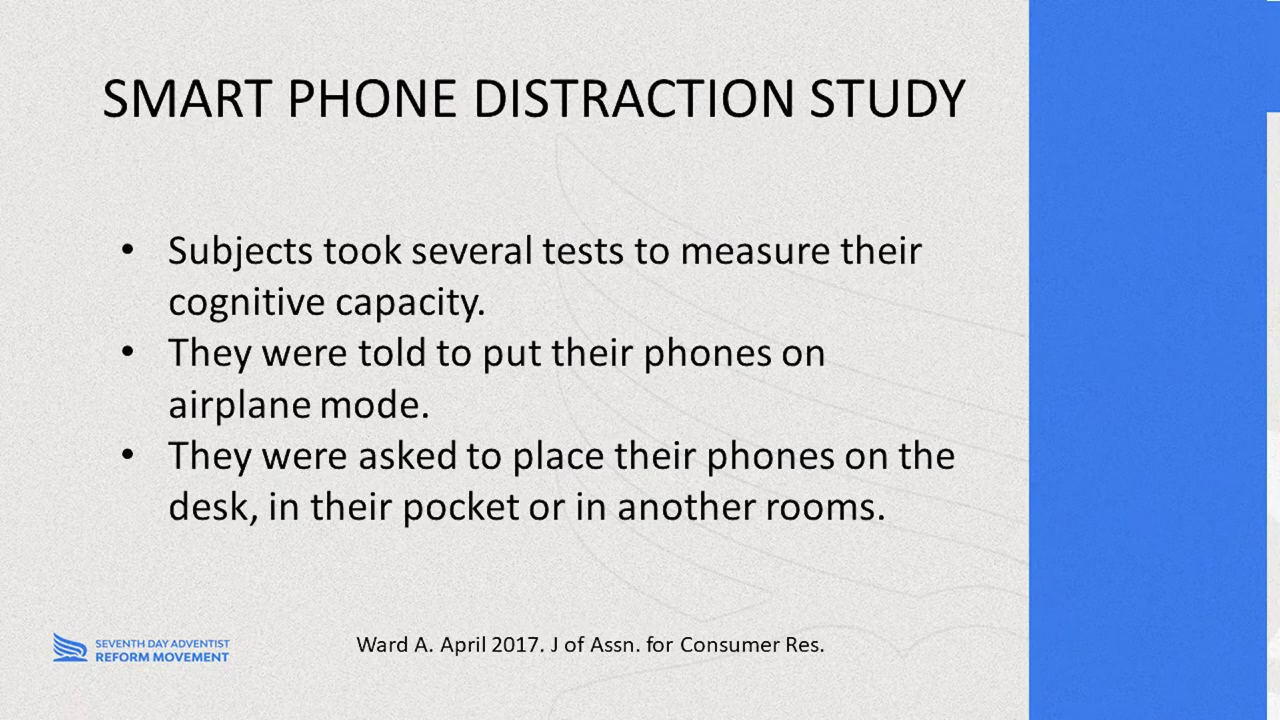 SMART PHONE DISTRACTION STUDY
• Subjects took several tests to measure their
cognitive capacity.
• They were told to put their phones on
airplane mode.
• They were asked to place their phones on the
desk, in their pocket or in another rooms.
SEVENTH DAY ADVENTIST
REFORM MOVEMENT
Ward A. April 2017. J of Assn. for Consumer Res.